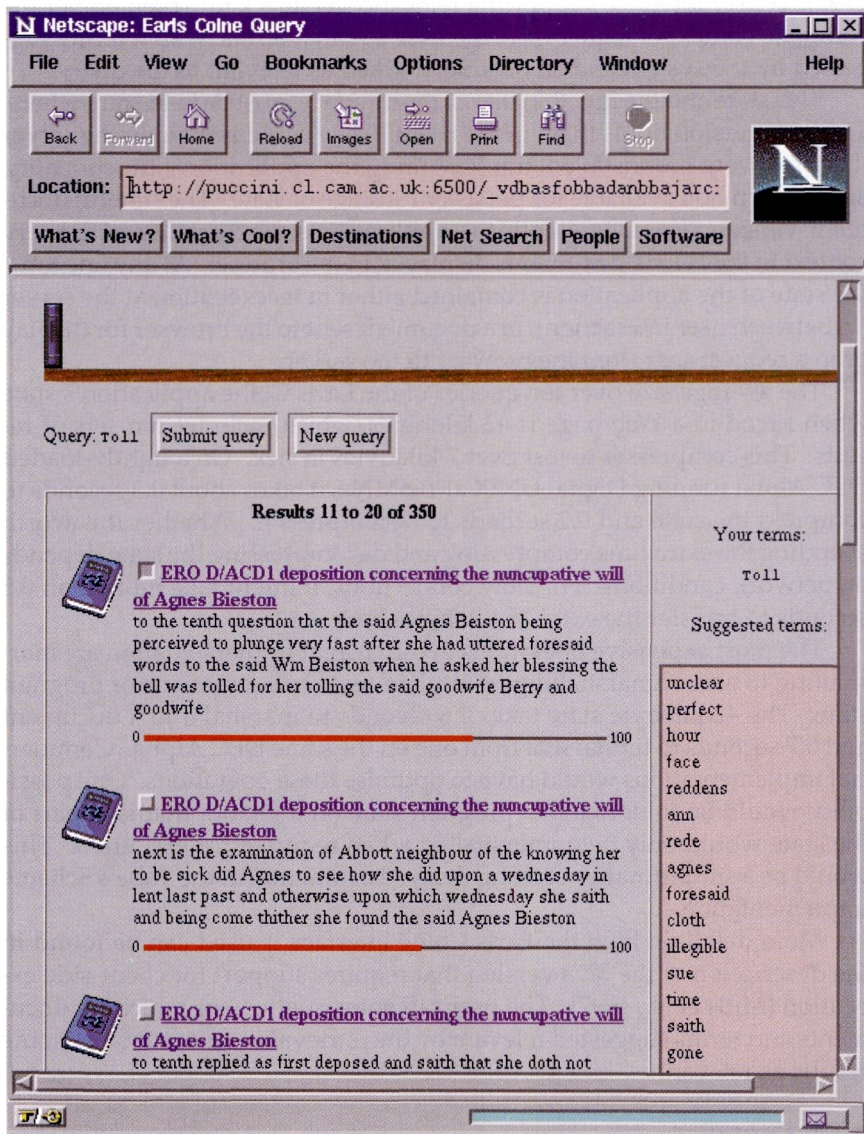 N Netscape: Earls Colne Query
File Edit View Go Bookmarks Options Directory Window Help
Back Forward Home Reload Images Open Print Find Stop
N
Location: http://puccini.cl.cam.ac.uk:6500/_vdbasfobbadanbbajarc:
What's New? What's Cool? Destinations Net Search People Software
Query: Toll Submit query New query
Results 11 to 20 of 350
ERO D/ACD1 deposition concerning the nuncupative will
of Agnes Bieston
to the tenth question that the said Agnes Beiston being
perceived to plunge very fast after she had uttered foresaid
words to the said Wm Beiston when he asked her blessing the
bell was tolled for her tolling the said goodwife Berry and
goodwife
0 100
ERO D/ACD1 deposition concerning the nuncupative will
of Agnes Bieston
next is the examination of Abbott neighbour of the knowing her
to be sick did Agnes to see how she did upon a wednesday in
lent last past and otherwise upon which wednesday she saith
and being come thither she found the said Agnes Bieston
0 100
ERO D/ACD1 deposition concerning the nuncupative will
of Agnes Bieston
to tenth replied as first deposed and saith that she doth not
Your terms:
Toll
Suggested terms:
unclear
perfect
hour
face
reddens
ann
rede
agnes
foresaid
cloth
illegible
sue
time
saith
gone